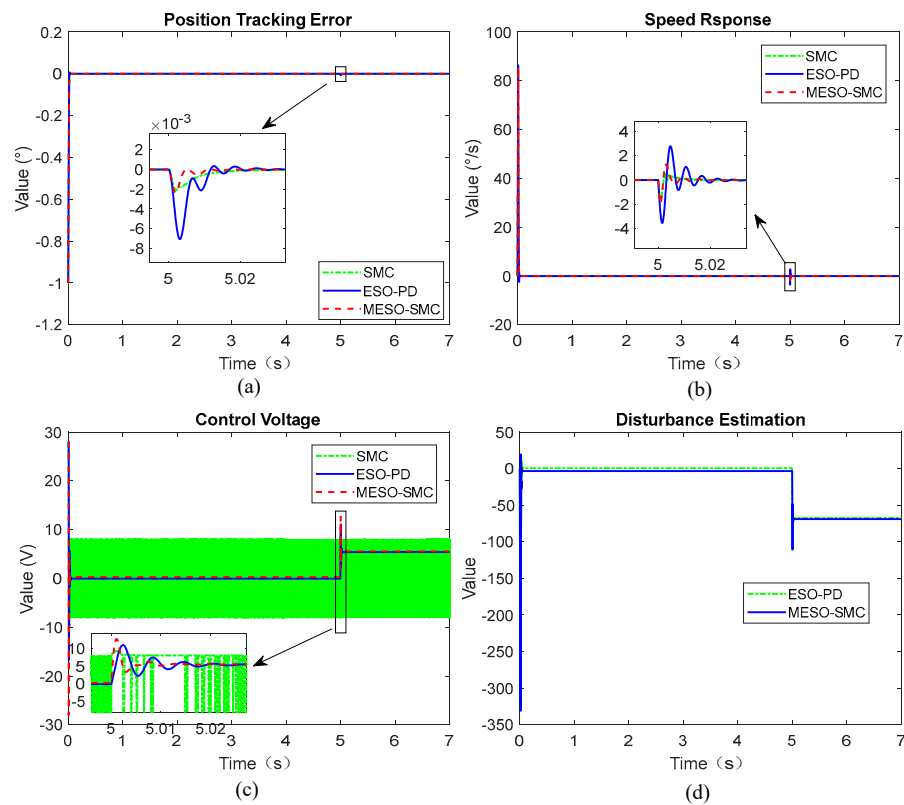 Position Tracking Error
0.2
0
-0.2
-0.4
-0.6
-0.8
-1
-1.2
Value (°)
×10-3
2
0
-2
-4
-6
-8
5 5.02
SMC
ESO-PD
MESO-SMC
0 1 2 3 4 5 6 7
Time（s）
(a)
Speed Rsponse
100
80
60
40
20
0
-20
Value (°/s)
SMC
ESO-PD
MESO-SMC
4
2
0
-2
-4
5 5.02
0 1 2 3 4 5 6 7
Time（s）
(b)
Control Voltage
30
20
10
0
-10
-20
-30
Value (V)
SMC
ESO-PD
MESO-SMC
10
5
0
-5
5 5.01 5.02
0 1 2 3 4 5 6 7
Time（s）
(c)
Disturbance Estimation
50
0
-50
-100
-150
-200
-250
-300
-350
Value
ESO-PD
MESO-SMC
0 1 2 3 4 5 6 7
Time（s）
(d)